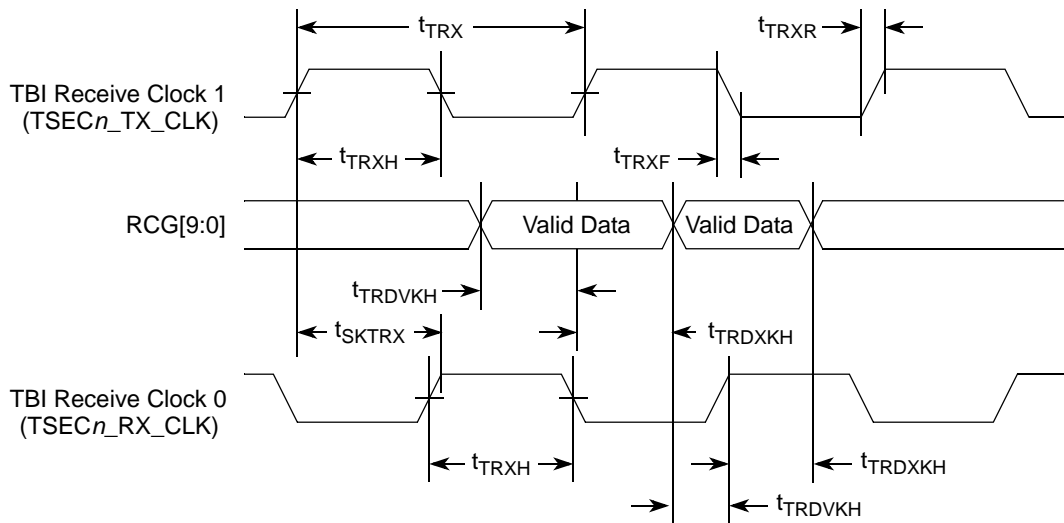 tTRX
tTRXR
TBI Receive Clock 1
(TSECn_TX_CLK)
tTRXH
tTRXF
RCG[9:0]
Valid Data
Valid Data
tTRDVKH
tSKTRX
tTRDXKH
TBI Receive Clock 0
(TSECn_RX_CLK)
tTRXH
tTRDXKH
tTRDVKH